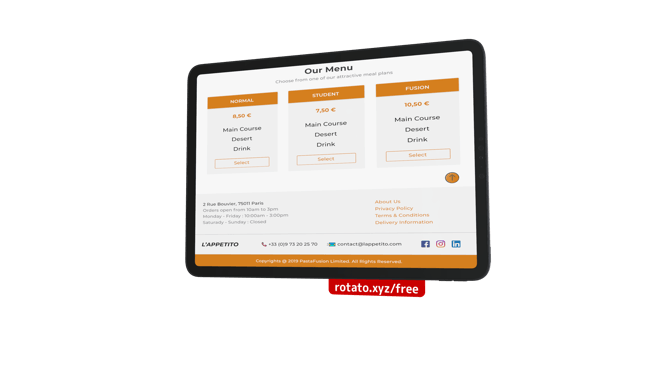 Our Menu
Choose from one of our attractive meal plans
NORMAL
8,50 €
Main Course
Desert
Drink
Select
STUDENT
7,50 €
Main Course
Desert
Drink
Select
FUSION
10,50 €
Main Course
Desert
Drink
Select
2 Rue Bouvier, 75011 Paris
Orders open from 10am to 2pm
Monday - Friday : 10:00am - 3:00pm
Saturady - Sunday : Closed
About Us
Privacy Policy
Terms & Conditions
Delivery Information
L'APPETITO
+33 (0)9 73 20 25 70
contact@lappetito.com
Copyrights @ 2019 PastaFusion Limited. All Rights Reserved.
rotato.xyz/free